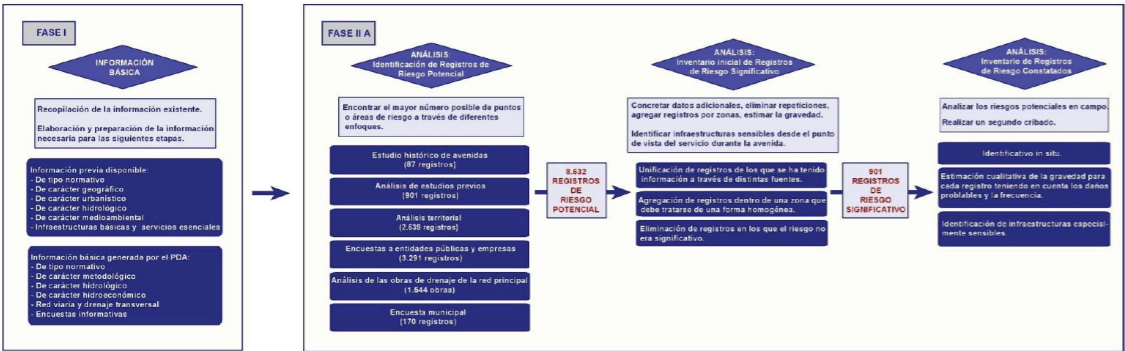 FASE I
INFORMACIÓN
BÁSICA
Recopilación de la información existente.
Elaboración y preparación de la información
necesaria para las siguientes etapas.
Información previa disponible:
- De tipo normativo
- De carácter geográfico
- De carácter urbanístico
- De carácter hidrológico
- De carácter medioambiental
- Infraestructuras básicas y servicios esenciales
Información básica generada por el PDA:
- De tipo normativo
- De carácter metodológico
- De carácter hidrológico
- De carácter hidroeconómico
- Red viaria y drenaje transversal
- Encuestas informativas
FASE II A
ANÁLISIS:
Identificación de Registros de
Riesgo Potencial
Encontrar el mayor número posible de puntos
o áreas de riesgo a través de diferentes
enfoques.
Estudio histórico de avenidas
(87 registros)
Análisis de estudios previos
(901 registros)
Análisis territorial
(2.639 registros)
Encuestas a entidades públicas y empresas
(3.291 registros)
Análisis de las obras de drenaje de la red principal
(1.544 obras)
Encuesta municipal
(170 registros)
8.632
REGISTROS
DE
RIESGO
POTENCIAL
ANÁLISIS:
Inventario inicial de Registros
de Riesgo Significativo
Concretar datos adicionales, eliminar repeticiones,
agregar registros por zonas, estimar la gravedad.
Identificar infraestructuras sensibles desde el punto
de vista del servicio durante la avenida.
Unificación de registros de los que se ha tenido
información a través de distintas fuentes.
Agregación de registros dentro de una zona que
debe tratarse de una forma homogénea.
Eliminación de registros en los que el riesgo no
era significativo.
901
REGISTROS
DE
RIESGO
SIGNIFICATIVO
ANÁLISIS:
Inventario de Registros
de Riesgo Constatados
Analizar los riesgos potenciales en campo.
Realizar un segundo cribado.
Identificativo in situ.
Estimación cualitativa de la gravedad para
cada registro teniendo en cuenta los daños
problables y la frecuencia.
Identificación de infraestructuras especial-
mente sensibles.